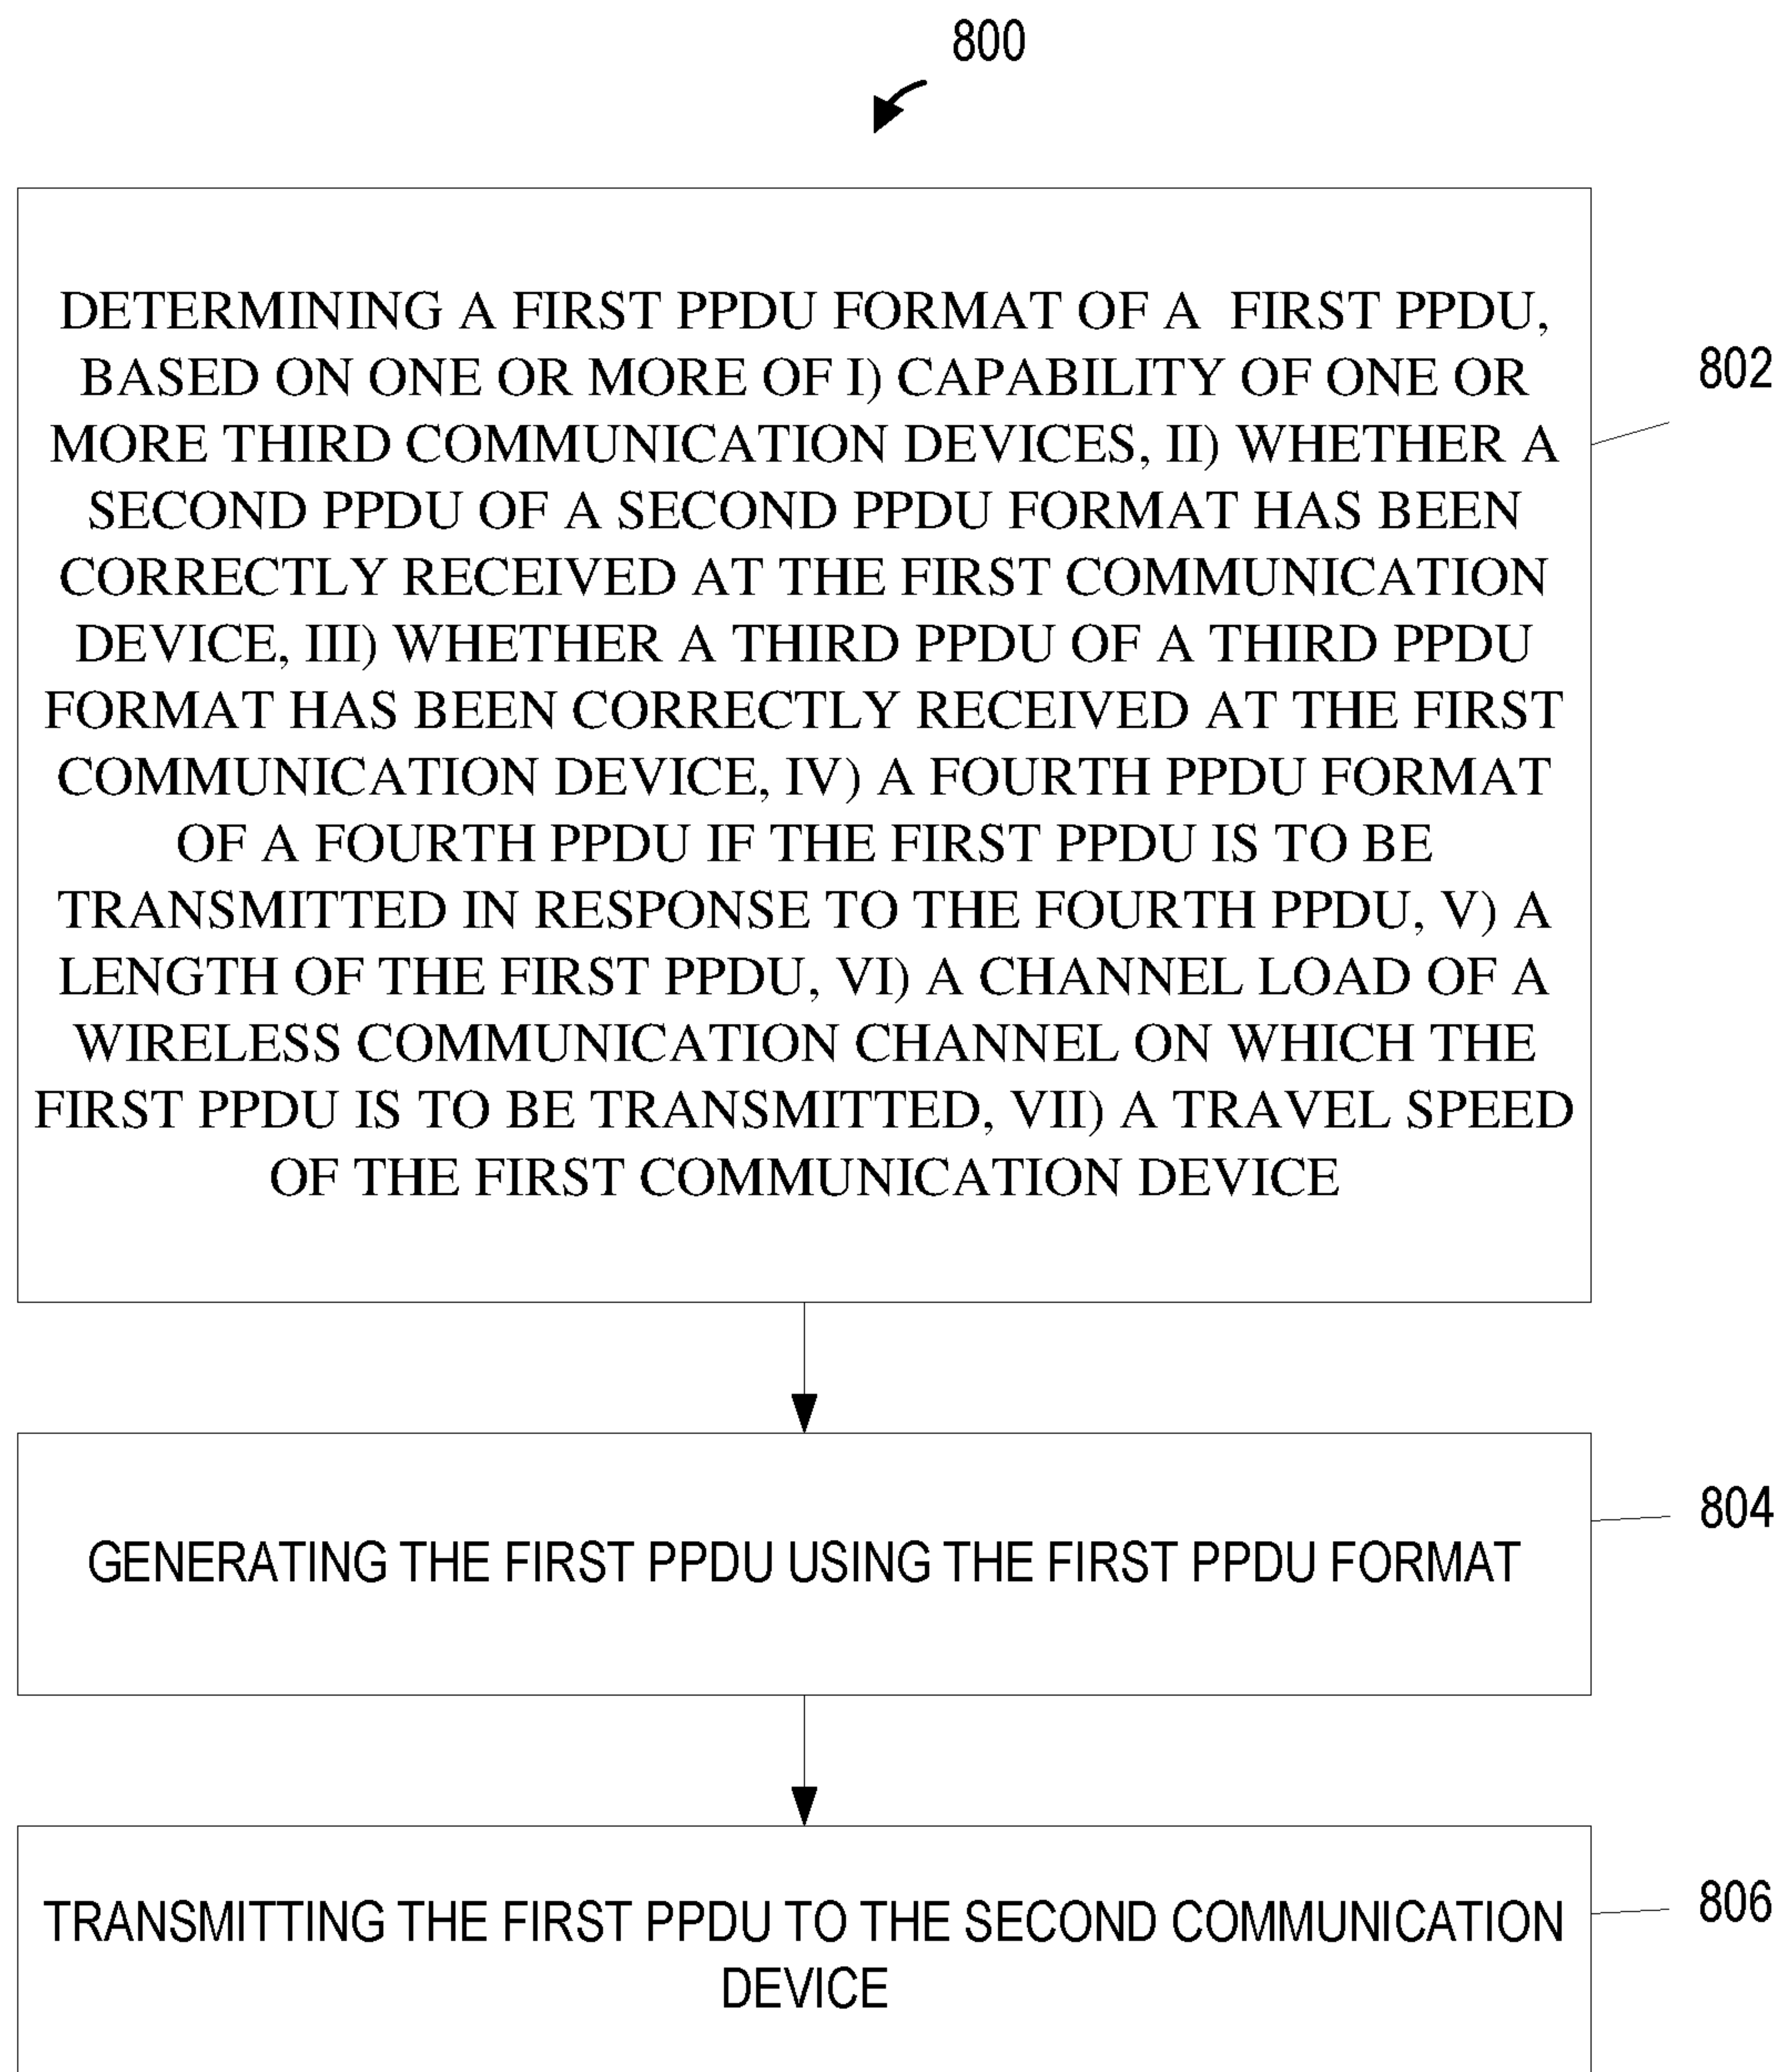 800
DETERMINING A FIRST PPDU FORMAT OF A FIRST PPDU,
BASED ON ONE OR MORE OF I) CAPABILITY OF ONE OR
MORE THIRD COMMUNICATION DEVICES, II) WHETHER A
SECOND PPDU OF A SECOND PPDU FORMAT HAS BEEN
CORRECTLY RECEIVED AT THE FIRST COMMUNICATION
DEVICE, III) WHETHER A THIRD PPDU OF A THIRD PPDU
FORMAT HAS BEEN CORRECTLY RECEIVED AT THE FIRST
COMMUNICATION DEVICE, IV) A FOURTH PPDU FORMAT
OF A FOURTH PPDU IF THE FIRST PPDU IS TO BE
TRANSMITTED IN RESPONSE TO THE FOURTH PPDU, V) A
LENGTH OF THE FIRST PPDU, VI) A CHANNEL LOAD OF A
WIRELESS COMMUNICATION CHANNEL ON WHICH THE
FIRST PPDU IS TO BE TRANSMITTED, VII) A TRAVEL SPEED
OF THE FIRST COMMUNICATION DEVICE
802
GENERATING THE FIRST PPDU USING THE FIRST PPDU FORMAT
804
TRANSMITTING THE FIRST PPDU TO THE SECOND COMMUNICATION
DEVICE
806